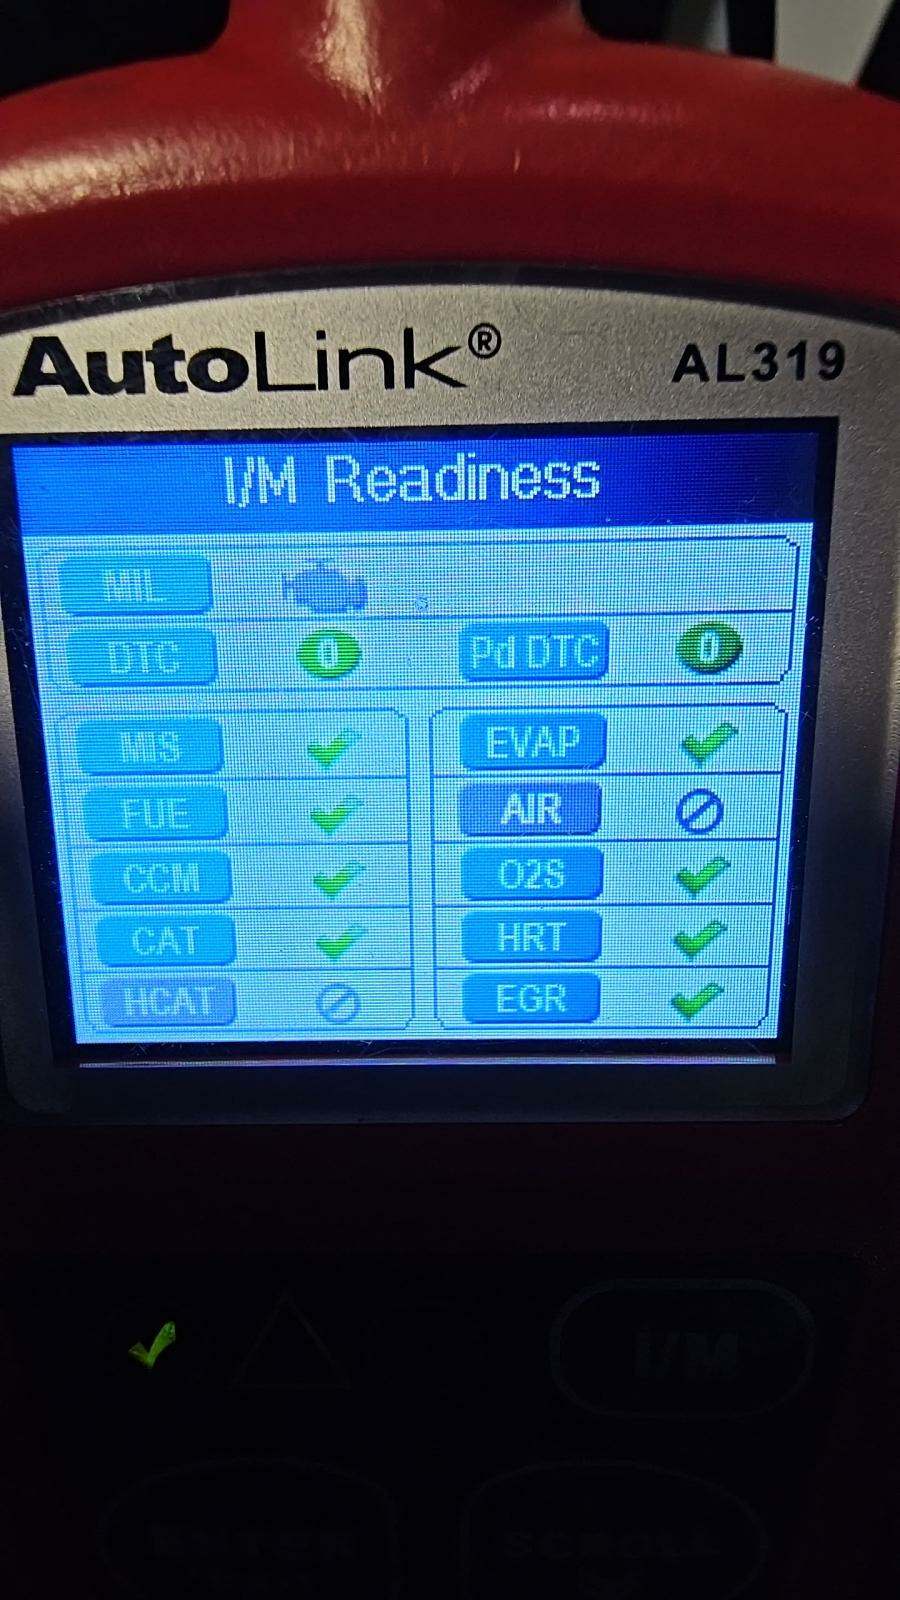 AutoLink® AL319
I/M Readiness
MIL
DTC 0 Pd DTC 0
MIS EVAP
FUE AIR
CCM O2S
CAT HRT
HCAT EGR
I/M
SCROLL